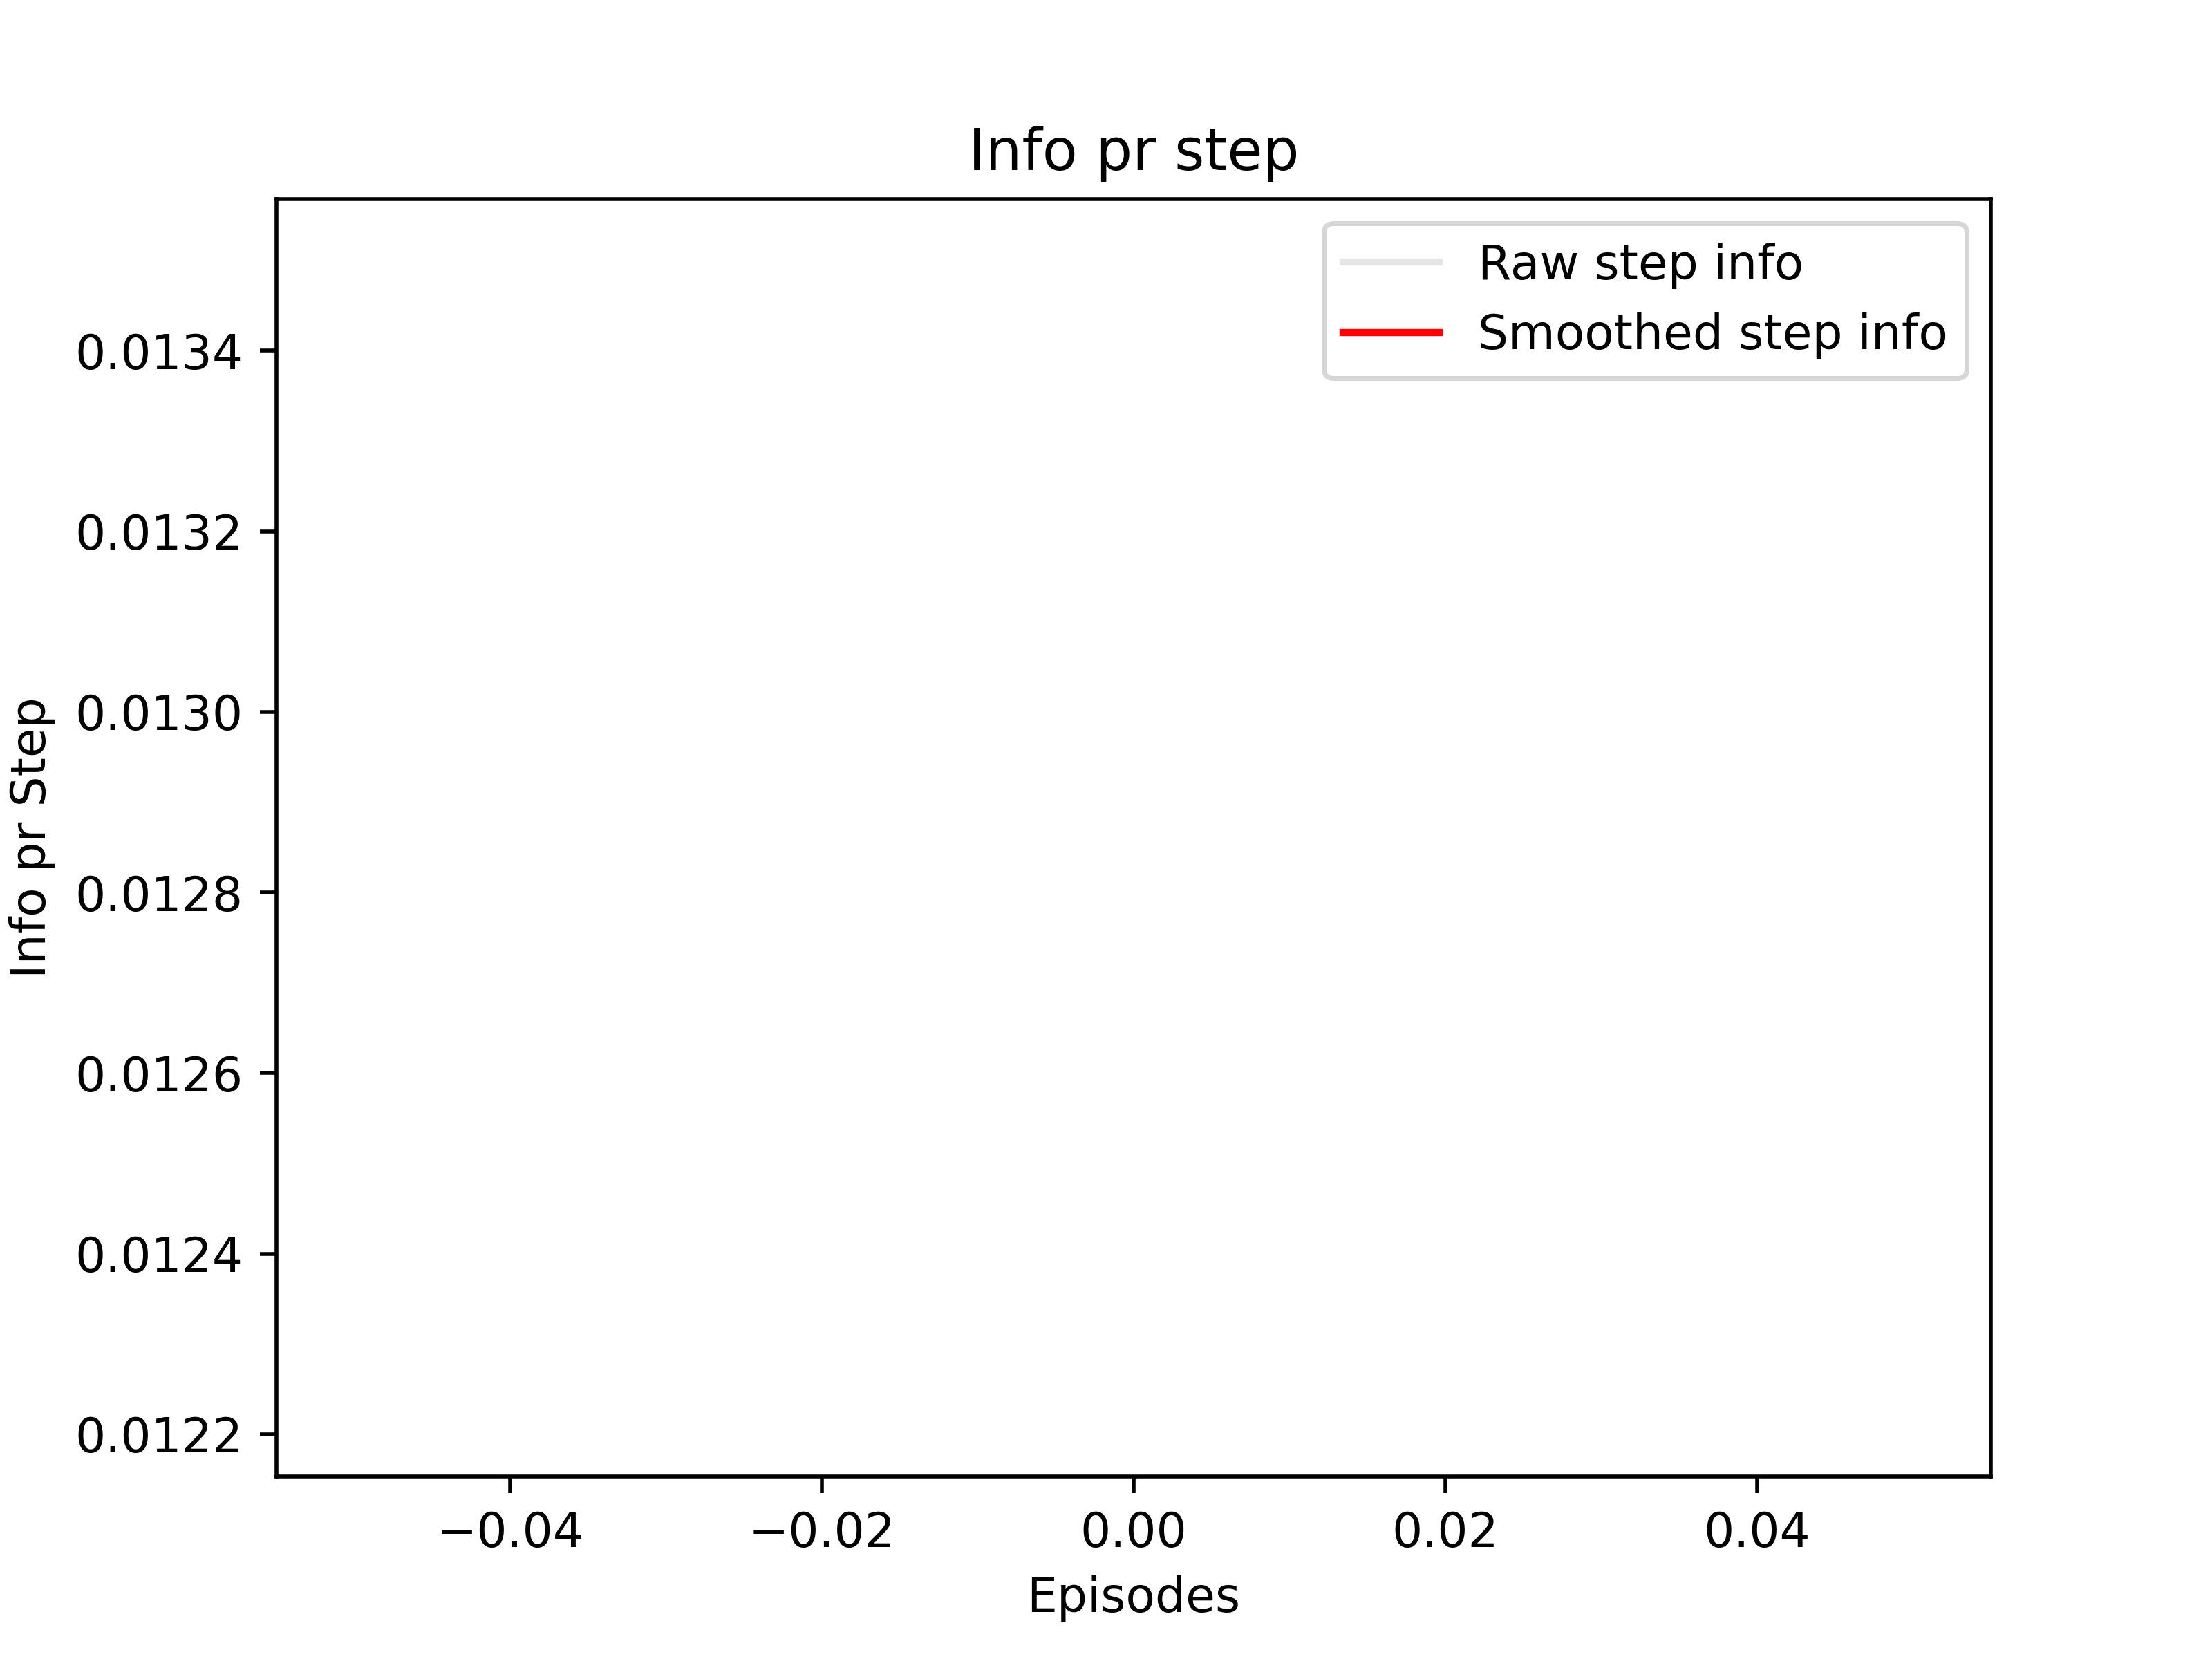 Info pr step
Raw step info
Smoothed step info
0.0134
0.0132
0.0130
0.0128
0.0126
0.0124
0.0122
Info pr Step
−0.04
−0.02
0.00
0.02
0.04
Episodes